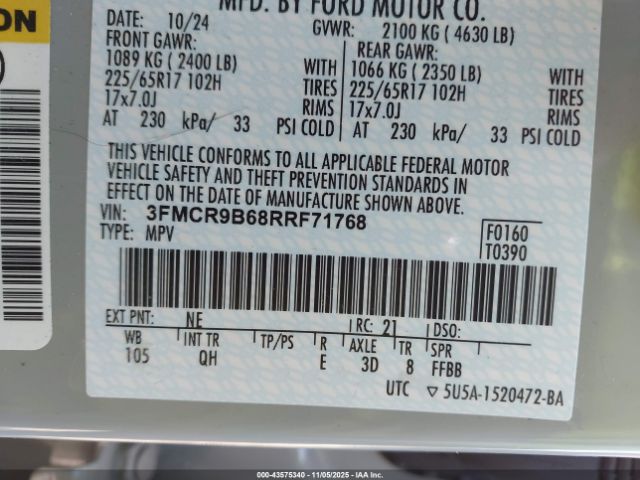 ON
MFD. BY FORD MOTOR CO.
DATE: 10/24 GVWR: 2100 KG ( 4630 LB)
FRONT GAWR: REAR GAWR:
1089 KG ( 2400 LB) WITH 1066 KG ( 2350 LB) WITH
225/65R17 102H TIRES 225/65R17 102H TIRES
17x7.0J RIMS 17x7.0J RIMS
AT 230 kPa/ 33 PSI COLD AT 230 kPa/ 33 PSI COLD
THIS VEHICLE CONFORMS TO ALL APPLICABLE FEDERAL MOTOR
VEHICLE SAFETY AND THEFT PREVENTION STANDARDS IN
EFFECT ON THE DATE OF MANUFACTURE SHOWN ABOVE.
VIN: 3FMCR9B68RRF71768
TYPE: MPV
F0160
T0390
EXT PNT: NE RC: 21 DSO:
WB INT TR TP/PS R AXLE TR SPR
105 QH E 3D 8 FFBB
UTC ▽ 5U5A-1520472-BA
000-43575340 - 11/05/2025 - IAAI.COM